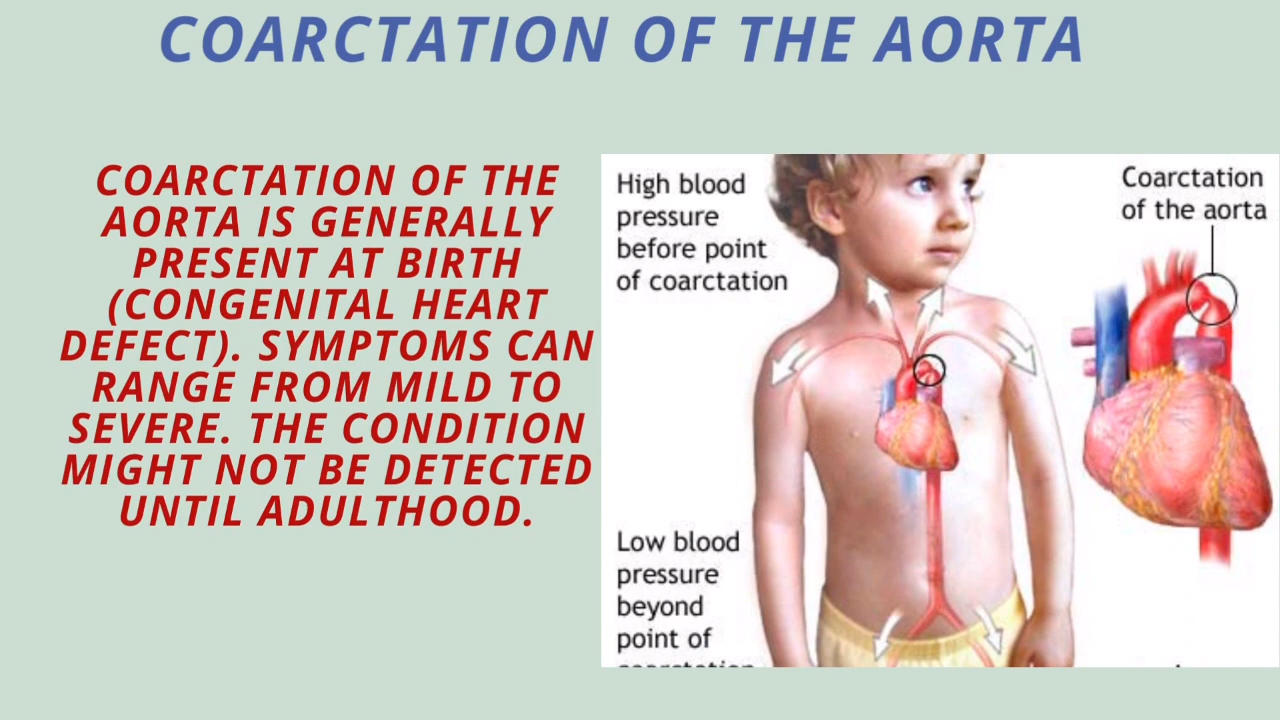 COARCTATION OF THE AORTA
COARCTATION OF THE
AORTA IS GENERALLY
PRESENT AT BIRTH
(CONGENITAL HEART
DEFECT). SYMPTOMS CAN
RANGE FROM MILD TO
SEVERE. THE CONDITION
MIGHT NOT BE DETECTED
UNTIL ADULTHOOD.
High blood
pressure
before point
of coarctation
Coarctation
of the aorta
Low blood
pressure
beyond
point of